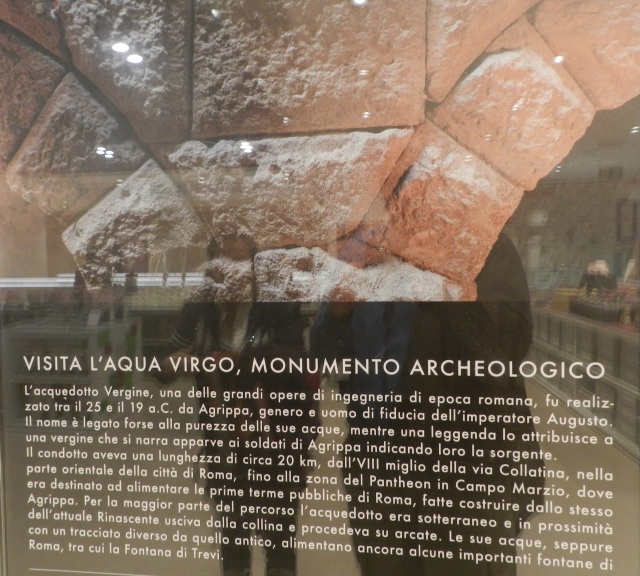 VISITA L'AQUA VIRGO, MONUMENTO ARCHEOLOGICO
L'acquedotto Vergine, una delle grandi opere di ingegneria di epoca romana, fu realiz-
zato tra il 25 e il 19 a.C. da Agrippa, genero e uomo di fiducia dell'imperatore Augusto.
Il nome è legato forse alla purezza delle sue acque, mentre una leggenda lo attribuisce a
una vergine che si narra apparve ai soldati di Agrippa indicando loro la sorgente.
Il condotto aveva una lunghezza di circa 20 km, dall'VIII miglio della via Collatina, nella
parte orientale della città di Roma, fino alla zona del Pantheon in Campo Marzio, dove
era destinato ad alimentare le prime terme pubbliche di Roma, fatte costruire dallo stesso
Agrippa. Per la maggior parte del percorso l'acquedotto era sotterraneo e in prossimità
dell'attuale Rinascente usciva dalla collina e procedeva su arcate. Le sue acque, seppure
con un tracciato diverso da quello antico, alimentano ancora alcune importanti fontane di
Roma, tra cui la Fontana di Trevi.